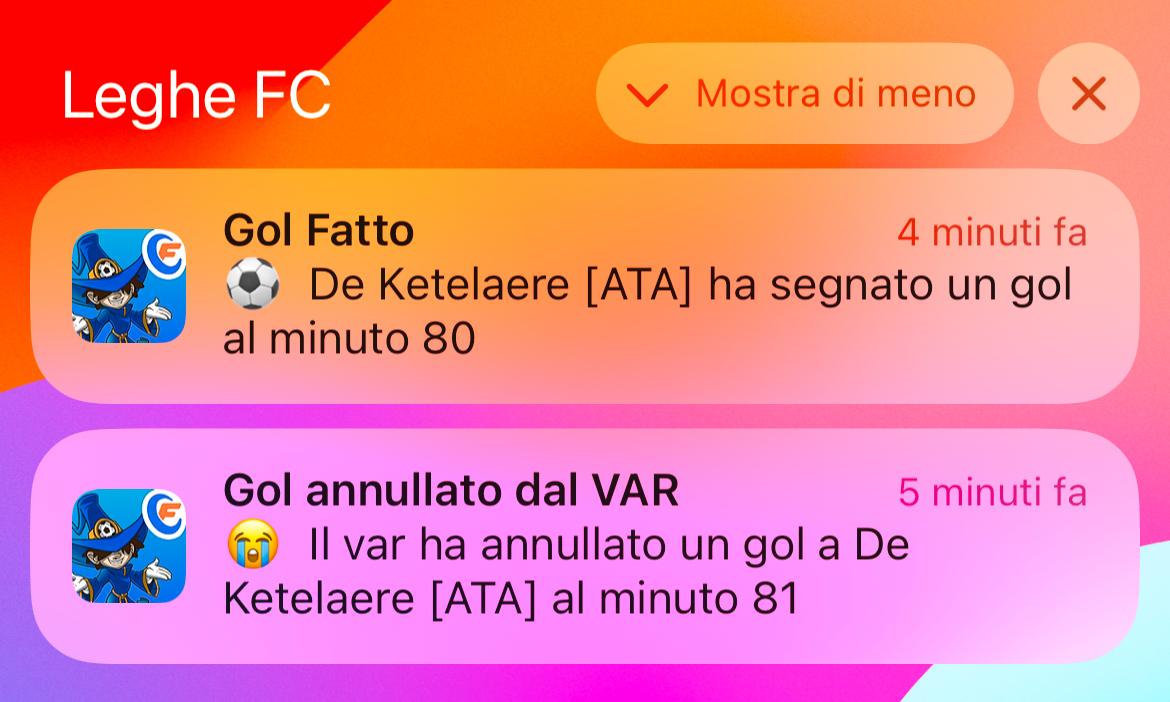 Leghe FC
Mostra di meno
Gol Fatto
4 minuti fa
⚽ De Ketelaere [ATA] ha segnato un gol
al minuto 80
Gol annullato dal VAR
5 minuti fa
😭 Il var ha annullato un gol a De
Ketelaere [ATA] al minuto 81